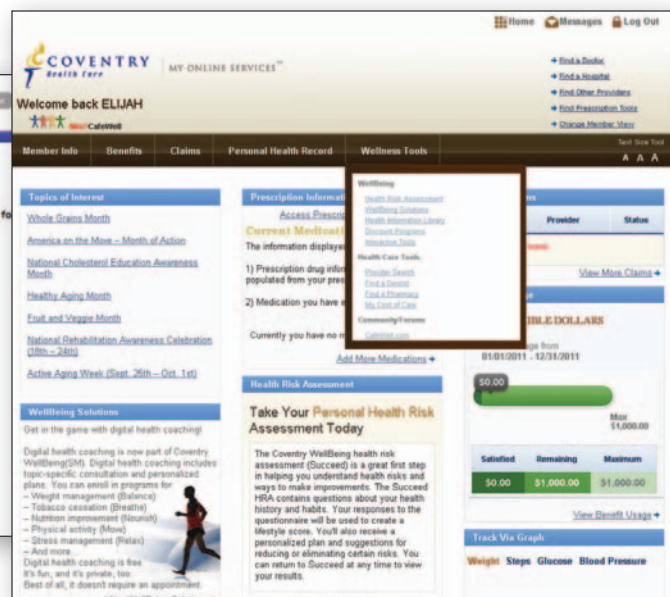 Home Messages Log Out
COVENTRY
Health Care
MY ONLINE SERVICES℠
Find a Doctor
Find a Hospital
Find Other Providers
Find Prescription Tools
Change Member View
Welcome back ELIJAH
CafeWell
Text Size Tool
A A A
Member Info Benefits Claims Personal Health Record Wellness Tools
Topics of Interest
Whole Grains Month
America on the Move – Month of Action
National Cholesterol Education Awareness
Month
Healthy Aging Month
Fruit and Veggie Month
National Rehabilitation Awareness Celebration
(18th – 24th)
Active Aging Week (Sept. 25th – Oct. 1st)
WellBeing Solutions
Get in the game with digital health coaching!
Digital health coaching is now part of Coventry
WellBeing(SM). Digital health coaching includes
topic-specific consultation and personalized
plans. You can enroll in programs for
– Weight management (Balance)
– Tobacco cessation (Breathe)
– Nutrition improvement (Nourish)
– Physical activity (Move)
– Stress management (Relax)
– And more
Digital health coaching is free
It's fun, and it's private, too.
Best of all, it doesn't require an appointment.
Prescription Informati
Access Prescrip
Current Medicati
The information displayed
1) Prescription drug infor
populated from your pres
2) Medication you have e
Currently you have no m
Add More Medications
Health Risk Assessment
Take Your Personal Health Risk
Assessment Today
The Coventry WellBeing health risk
assessment (Succeed) is a great first step
in helping you understand health risks and
ways to make improvements. The Succeed
HRA contains questions about your health
history and habits. Your responses to the
questionnaire will be used to create a
lifestyle score. You'll also receive a
personalized plan and suggestions for
reducing or eliminating certain risks. You
can return to Succeed at any time to view
your results.
WellBeing
Health Risk Assessment
WellBeing Solutions
Health Information Library
Discount Programs
Interactive Tools
Health Care Tools
Provider Search
Find a Dentist
Find a Pharmacy
My Cost of Care
Community/Forums
CafeWell.com
Provider Status
View More Claims
IBLE DOLLARS
ge from
01/01/2011 - 12/31/2011
$0.00
Max
$1,000.00
Satisfied Remaining Maximum
$0.00 $1,000.00 $1,000.00
View Benefit Usage
Track Via Graph
Weight Steps Glucose Blood Pressure
fo